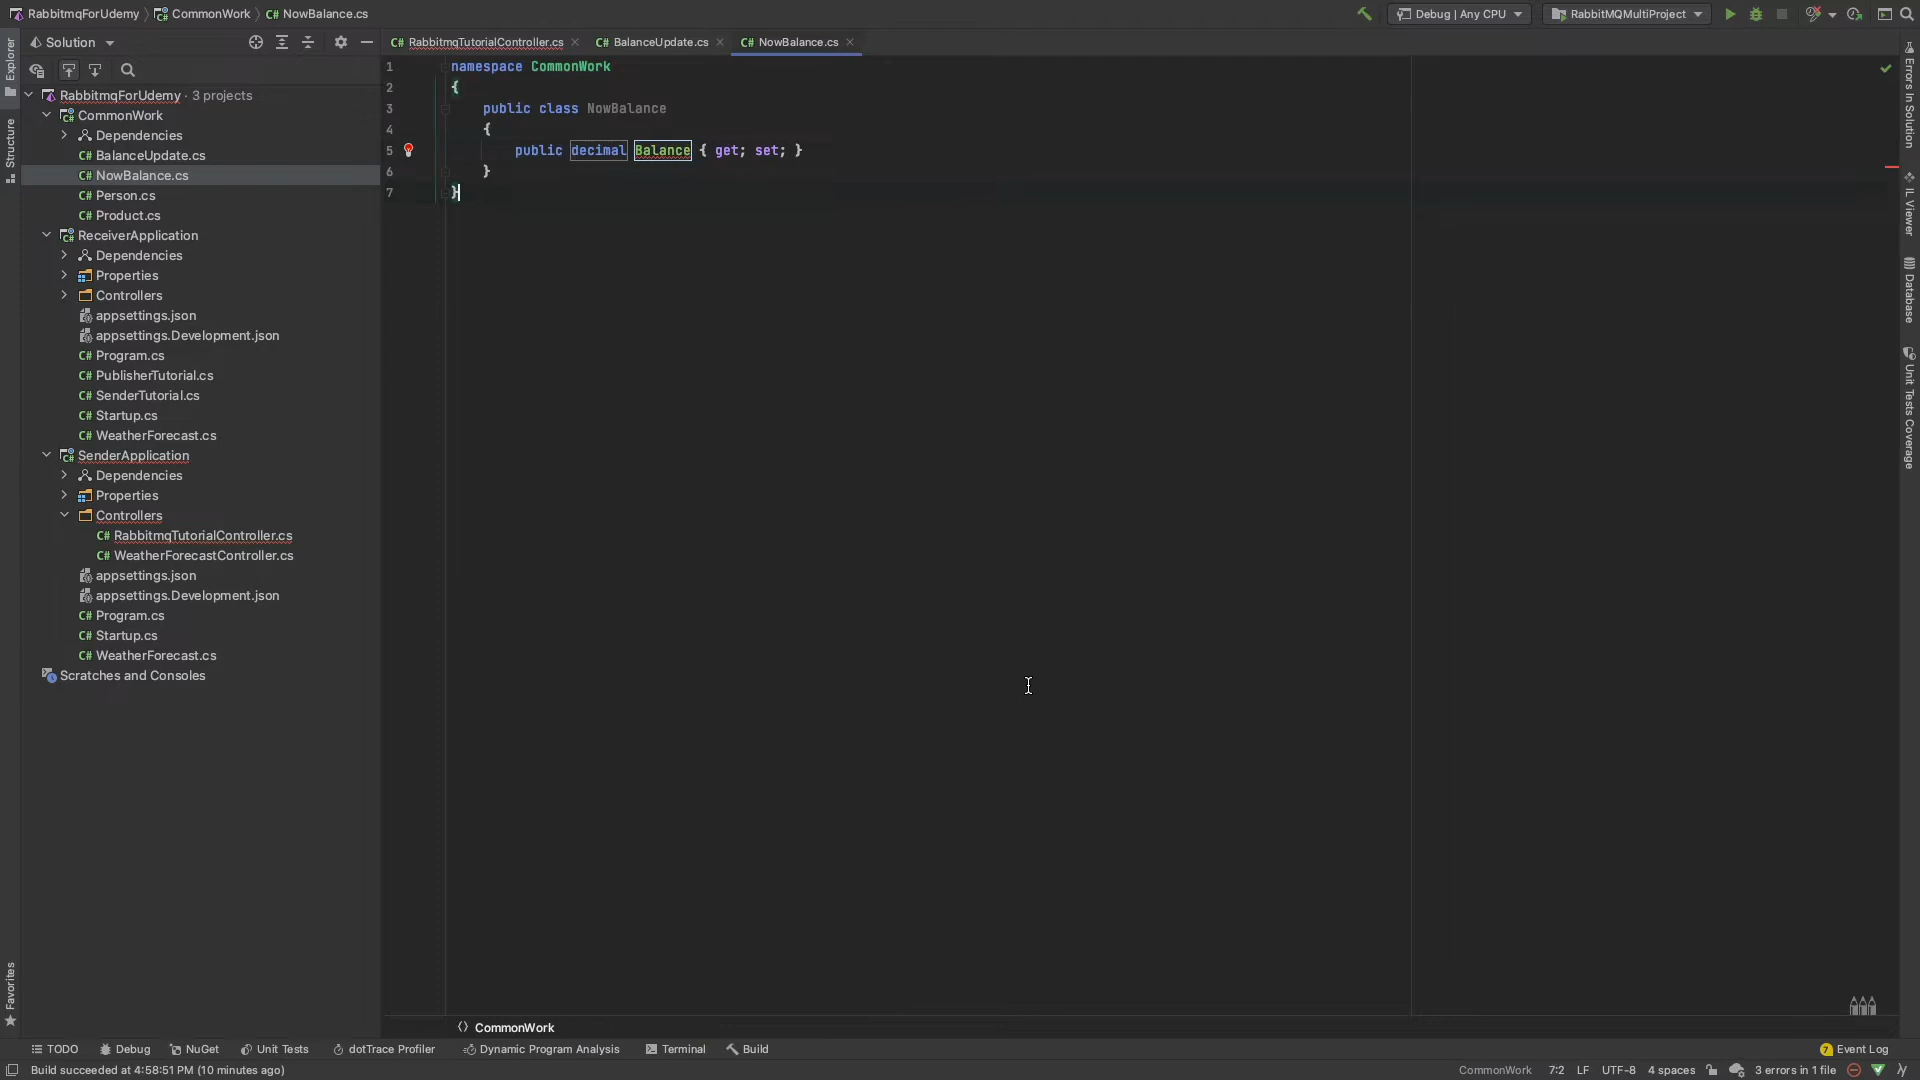 RabbitmqForUdemy CommonWork C# NowBalance.cs Debug | Any CPU RabbitMQMultiProject
Solution
C# RabbitmqTutorialController.cs C# BalanceUpdate.cs C# NowBalance.cs
Explorer
Structure
Favorites
RabbitmqForUdemy · 3 projects
CommonWork
Dependencies
C# BalanceUpdate.cs
C# NowBalance.cs
C# Person.cs
C# Product.cs
ReceiverApplication
Dependencies
Properties
Controllers
appsettings.json
appsettings.Development.json
C# Program.cs
C# PublisherTutorial.cs
C# SenderTutorial.cs
C# Startup.cs
C# WeatherForecast.cs
SenderApplication
Dependencies
Properties
Controllers
C# RabbitmqTutorialController.cs
C# WeatherForecastController.cs
appsettings.json
appsettings.Development.json
C# Program.cs
C# Startup.cs
C# WeatherForecast.cs
Scratches and Consoles
1 namespace CommonWork
2 {
3 public class NowBalance
4 {
5 public decimal Balance { get; set; }
6 }
7 }
Errors In Solution
IL Viewer
Database
Unit Tests Coverage
CommonWork
TODO Debug NuGet Unit Tests dotTrace Profiler Dynamic Program Analysis Terminal Build 7 Event Log
Build succeeded at 4:58:51 PM (10 minutes ago) CommonWork 7:2 LF UTF-8 4 spaces 3 errors in 1 file